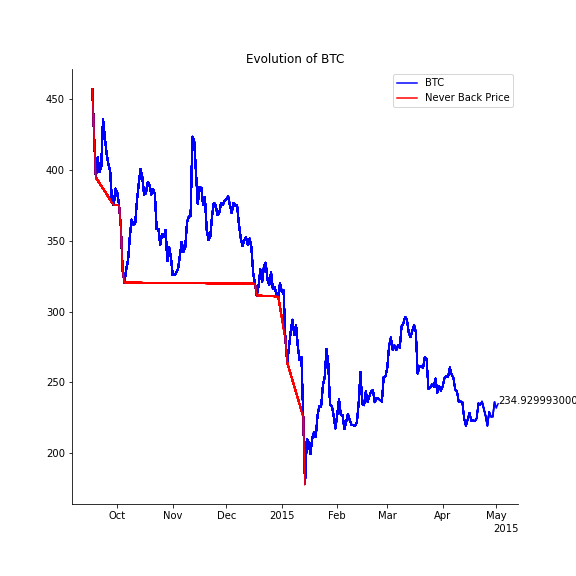 Evolution of BTC
BTC
Never Back Price
450
400
350
300
250
200
234.929993000
Oct
Nov
Dec
2015
Feb
Mar
Apr
May
2015